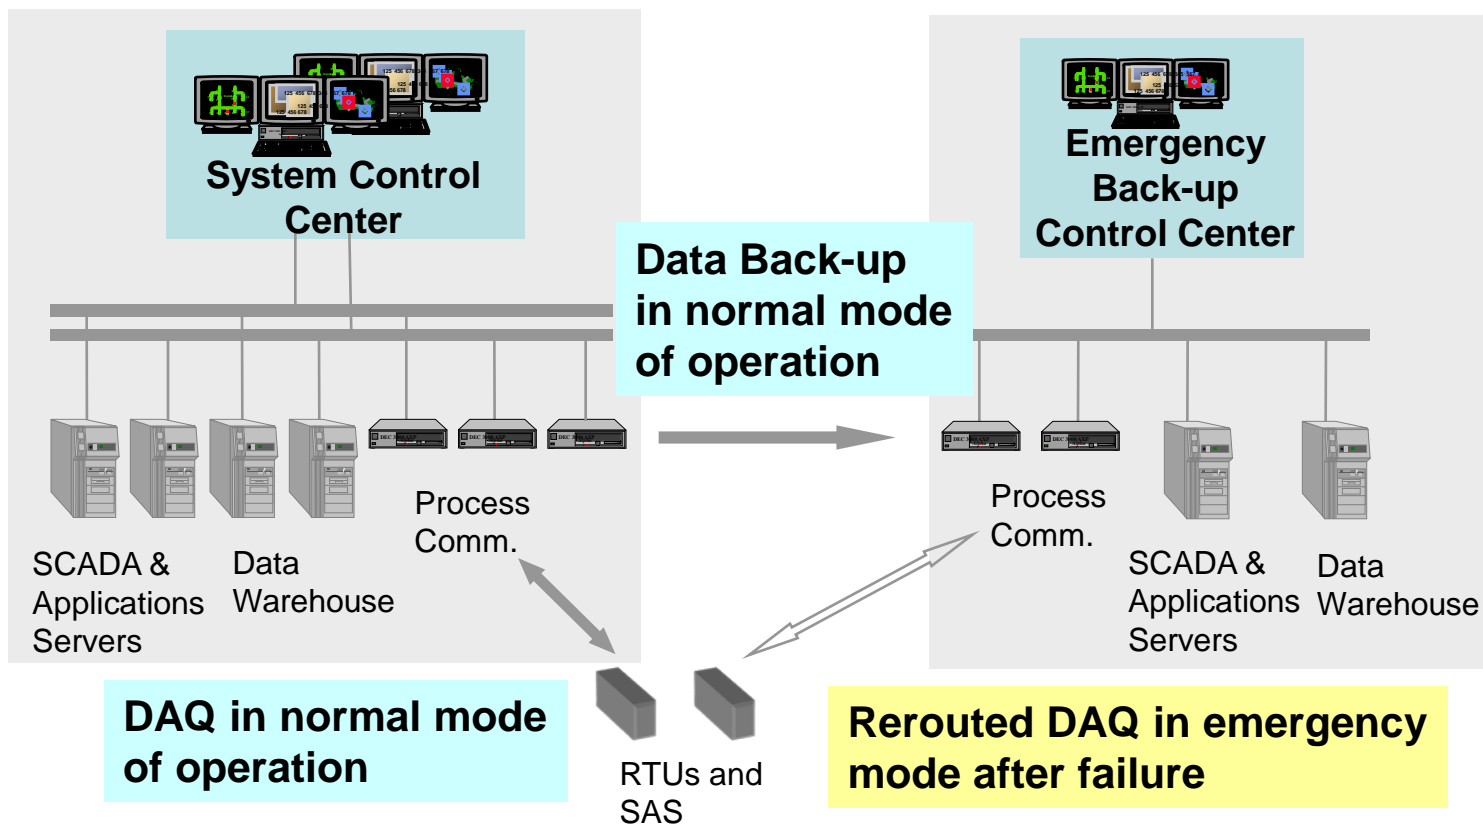 System Control
Center
Emergency
Back-up
Control Center
Data Back-up
in normal mode
of operation
SCADA &
Applications
Servers
Data
Warehouse
Process
Comm.
Process
Comm.
SCADA &
Applications
Servers
Data
Warehouse
DAQ in normal mode
of operation
RTUs and
SAS
Rerouted DAQ in emergency
mode after failure